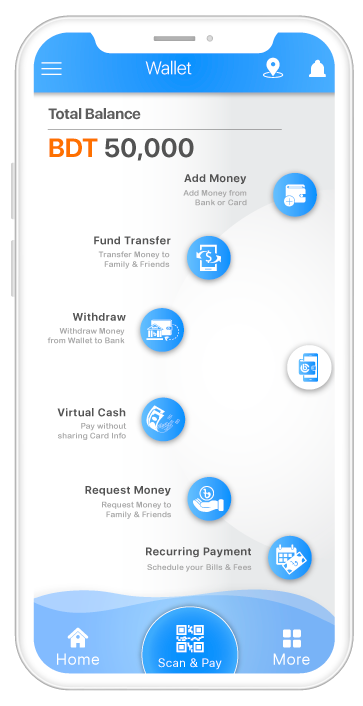 Wallet
Total Balance
BDT 50,000
Add Money
Add Money from
Bank or Card
Fund Transfer
Transfer Money to
Family & Friends
Withdraw
Withdraw Money
from Wallet to Bank
Virtual Cash
Pay without
sharing Card Info
Request Money
Request Money to
Family & Friends
Recurring Payment
Schedule your Bills & Fees
Home
Scan & Pay
More